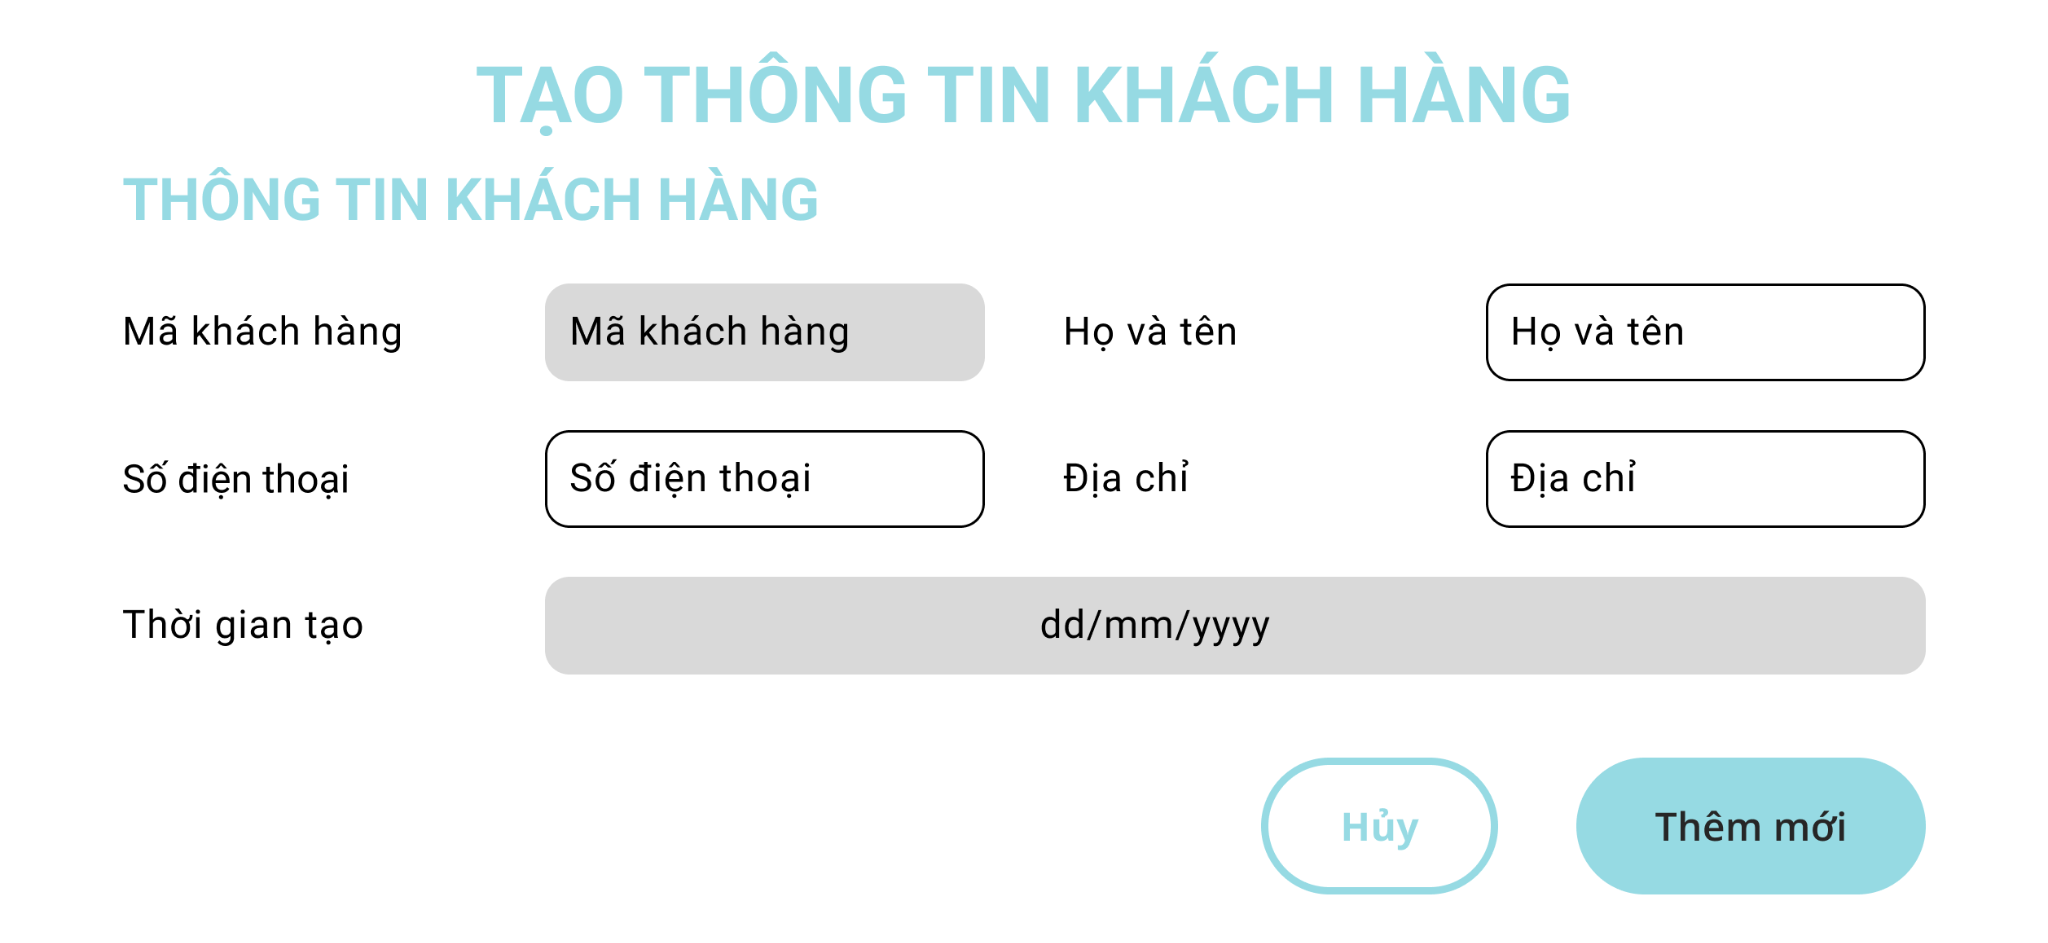 TẠO THÔNG TIN KHÁCH HÀNG
THÔNG TIN KHÁCH HÀNG
Mã khách hàng Mã khách hàng Họ và tên Họ và tên
Số điện thoại Số điện thoại Địa chỉ Địa chỉ
Thời gian tạo dd/mm/yyyy
Hủy Thêm mới